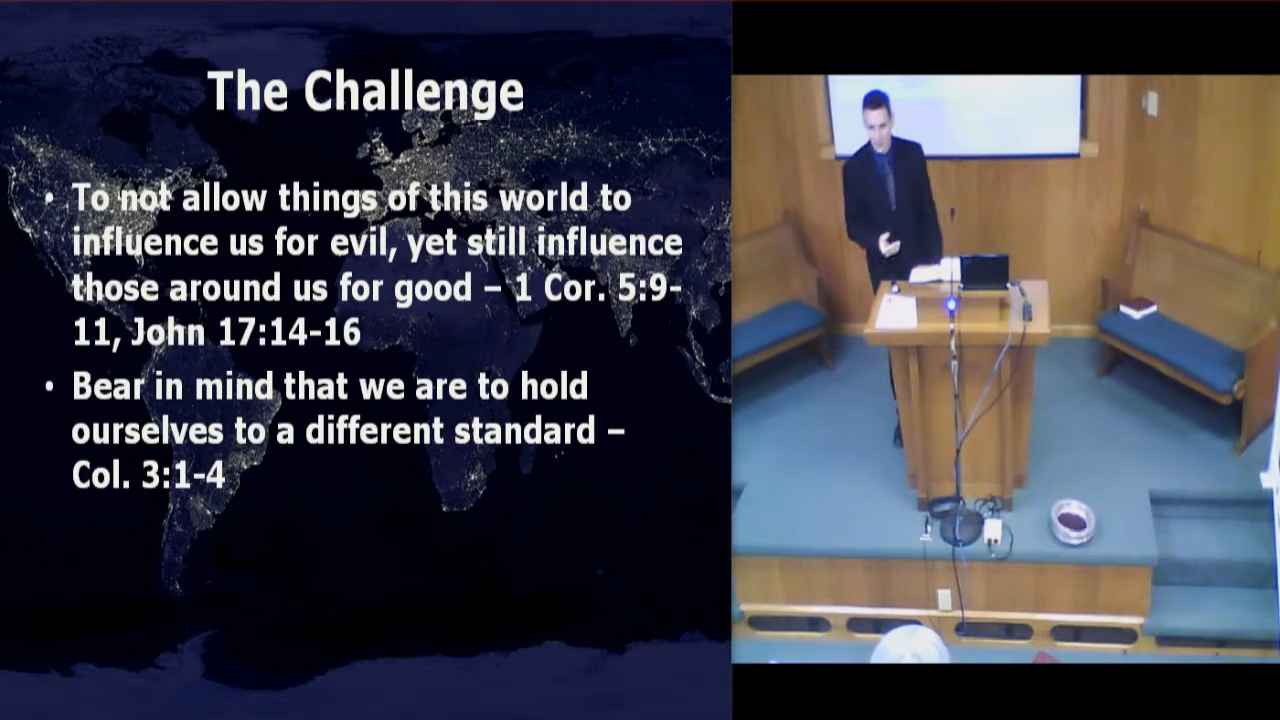 The Challenge
• To not allow things of this world to
influence us for evil, yet still influence
those around us for good – 1 Cor. 5:9-
11, John 17:14-16
• Bear in mind that we are to hold
ourselves to a different standard –
Col. 3:1-4